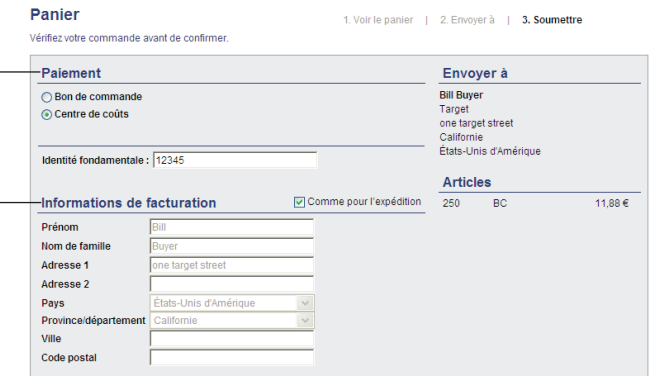 Panier
1. Voir le panier | 2. Envoyer à | 3. Soumettre
Vérifiez votre commande avant de confirmer.
Paiement
Bon de commande
Centre de coûts
Identité fondamentale : 12345
Informations de facturation
Comme pour l'expédition
Prénom Bill
Nom de famille Buyer
Adresse 1 one target street
Adresse 2
Pays États-Unis d'Amérique
Province/département Californie
Ville
Code postal
Envoyer à
Bill Buyer
Target
one target street
Californie
États-Unis d'Amérique
Articles
250 BC 11,88 €